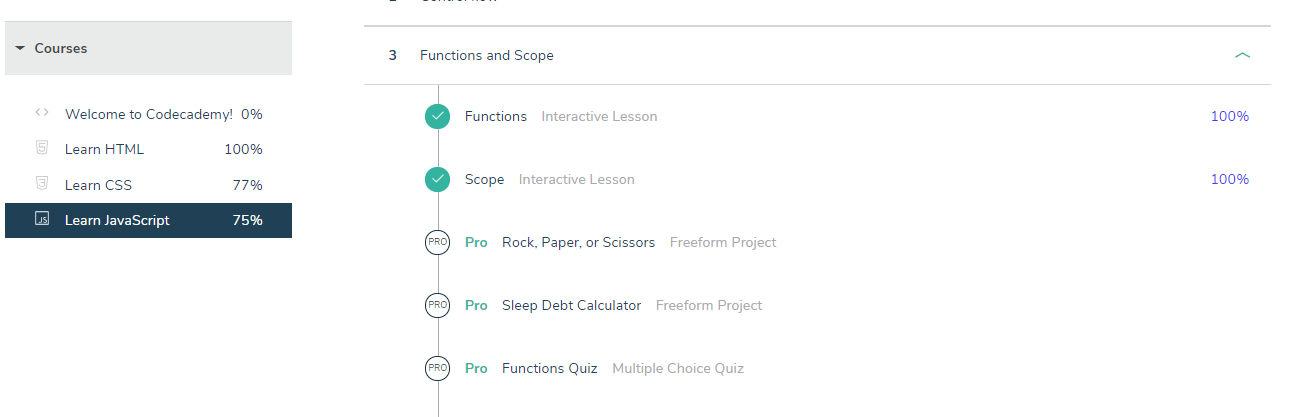 Courses
Welcome to Codecademy! 0%
Learn HTML 100%
Learn CSS 77%
JS Learn JavaScript 75%
3 Functions and Scope
Functions Interactive Lesson 100%
Scope Interactive Lesson 100%
PRO Pro Rock, Paper, or Scissors Freeform Project
PRO Pro Sleep Debt Calculator Freeform Project
PRO Pro Functions Quiz Multiple Choice Quiz